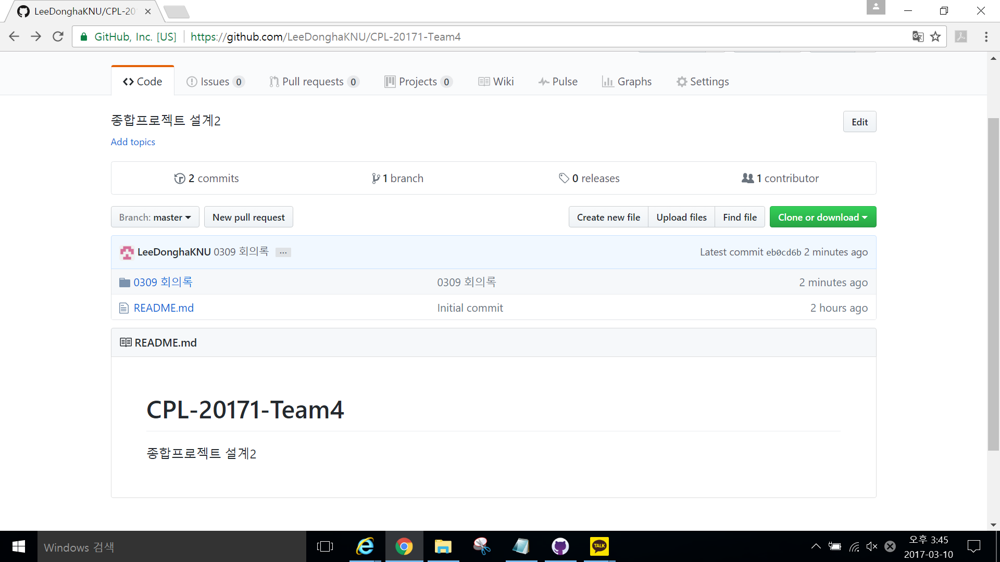 LeeDonghaKNU/CPL-20
GitHub, Inc. [US] https://github.com/LeeDonghaKNU/CPL-20171-Team4
Code Issues 0 Pull requests 0 Projects 0 Wiki Pulse Graphs Settings
종합프로젝트 설계2 Edit
Add topics
2 commits 1 branch 0 releases 1 contributor
Branch: master New pull request Create new file Upload files Find file Clone or download
LeeDonghaKNU 0309 회의록 ... Latest commit eb0cd6b 2 minutes ago
0309 회의록 0309 회의록 2 minutes ago
README.md Initial commit 2 hours ago
README.md
CPL-20171-Team4
종합프로젝트 설계2
Windows 검색 TALK 오후 3:45
2017-03-10